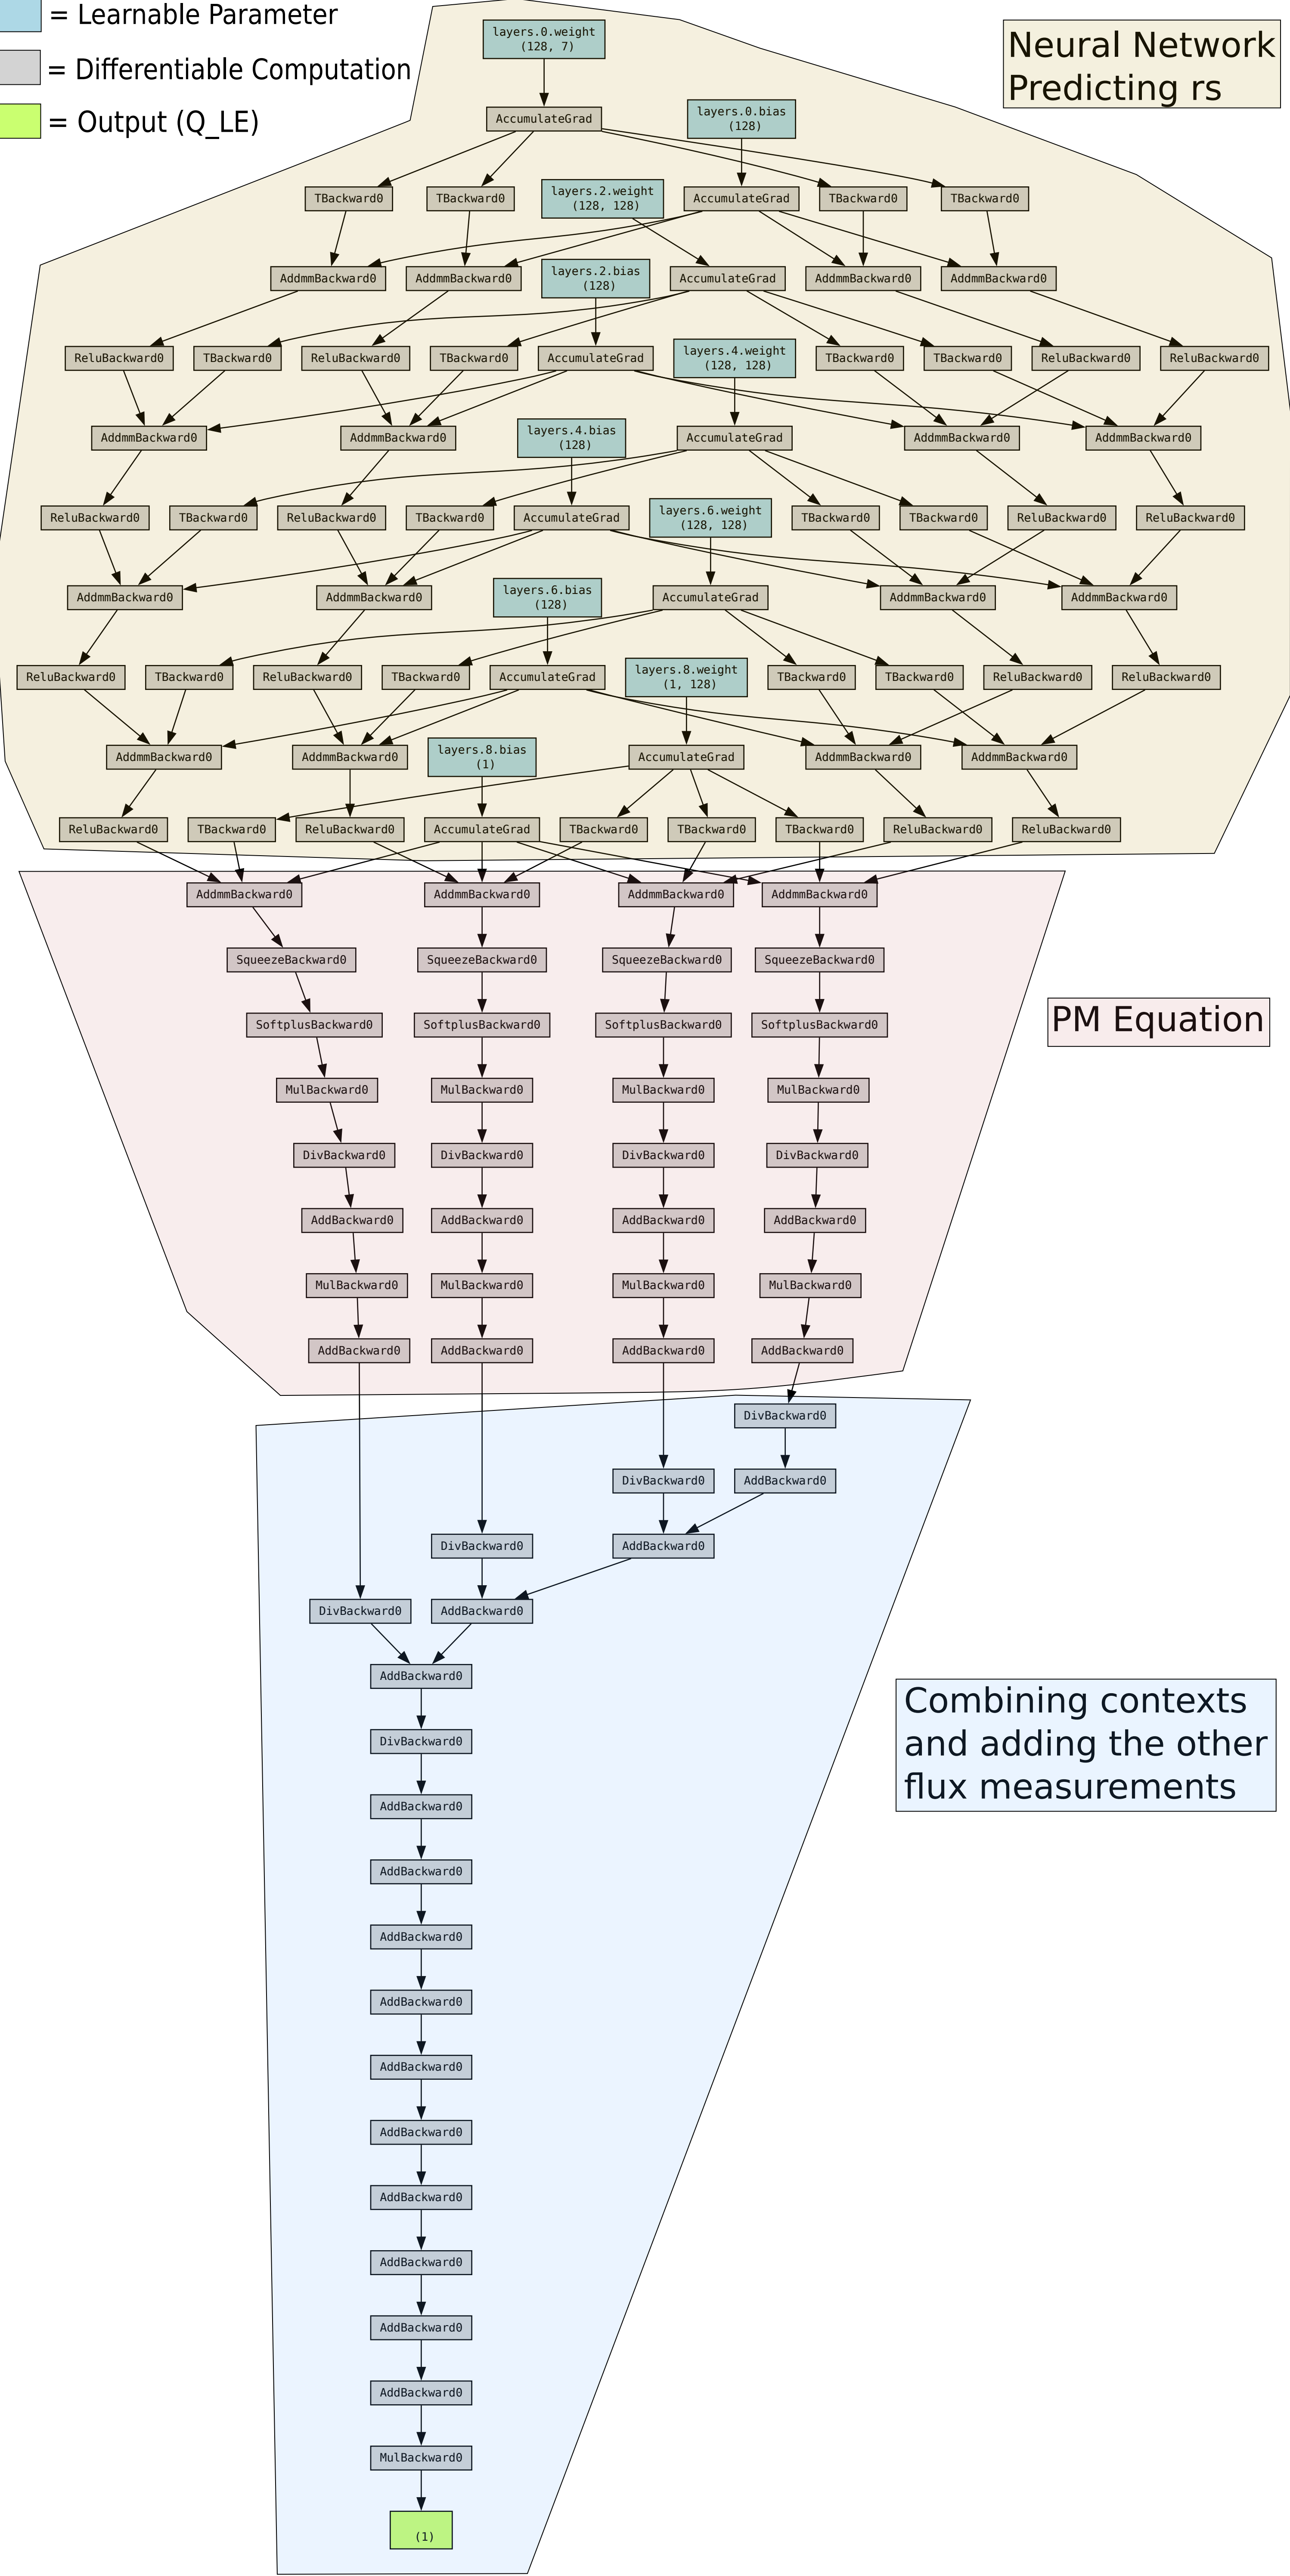 = Learnable Parameter
= Differentiable Computation
= Output (Q_LE)
Neural Network
Predicting rs
layers.0.weight
(128, 7)
AccumulateGrad
layers.0.bias
(128)
TBackward0
TBackward0
layers.2.weight
(128, 128)
AccumulateGrad
TBackward0
TBackward0
AddmmBackward0
AddmmBackward0
layers.2.bias
(128)
AccumulateGrad
AddmmBackward0
AddmmBackward0
ReluBackward0
TBackward0
ReluBackward0
TBackward0
AccumulateGrad
layers.4.weight
(128, 128)
TBackward0
TBackward0
ReluBackward0
ReluBackward0
AddmmBackward0
AddmmBackward0
layers.4.bias
(128)
AccumulateGrad
AddmmBackward0
AddmmBackward0
ReluBackward0
TBackward0
ReluBackward0
TBackward0
AccumulateGrad
layers.6.weight
(128, 128)
TBackward0
TBackward0
ReluBackward0
ReluBackward0
AddmmBackward0
AddmmBackward0
layers.6.bias
(128)
AccumulateGrad
AddmmBackward0
AddmmBackward0
ReluBackward0
TBackward0
ReluBackward0
TBackward0
AccumulateGrad
layers.8.weight
(1, 128)
TBackward0
TBackward0
ReluBackward0
ReluBackward0
AddmmBackward0
AddmmBackward0
layers.8.bias
(1)
AccumulateGrad
AddmmBackward0
AddmmBackward0
ReluBackward0
TBackward0
ReluBackward0
AccumulateGrad
TBackward0
TBackward0
TBackward0
ReluBackward0
ReluBackward0
AddmmBackward0
AddmmBackward0
AddmmBackward0
AddmmBackward0
SqueezeBackward0
SqueezeBackward0
SqueezeBackward0
SqueezeBackward0
PM Equation
SoftplusBackward0
SoftplusBackward0
SoftplusBackward0
SoftplusBackward0
MulBackward0
MulBackward0
MulBackward0
MulBackward0
DivBackward0
DivBackward0
DivBackward0
DivBackward0
AddBackward0
AddBackward0
AddBackward0
AddBackward0
MulBackward0
MulBackward0
MulBackward0
MulBackward0
AddBackward0
AddBackward0
AddBackward0
AddBackward0
DivBackward0
DivBackward0
AddBackward0
DivBackward0
AddBackward0
DivBackward0
AddBackward0
AddBackward0
Combining contexts
and adding the other
flux measurements
DivBackward0
AddBackward0
AddBackward0
AddBackward0
AddBackward0
AddBackward0
AddBackward0
AddBackward0
AddBackward0
AddBackward0
AddBackward0
MulBackward0
(1)